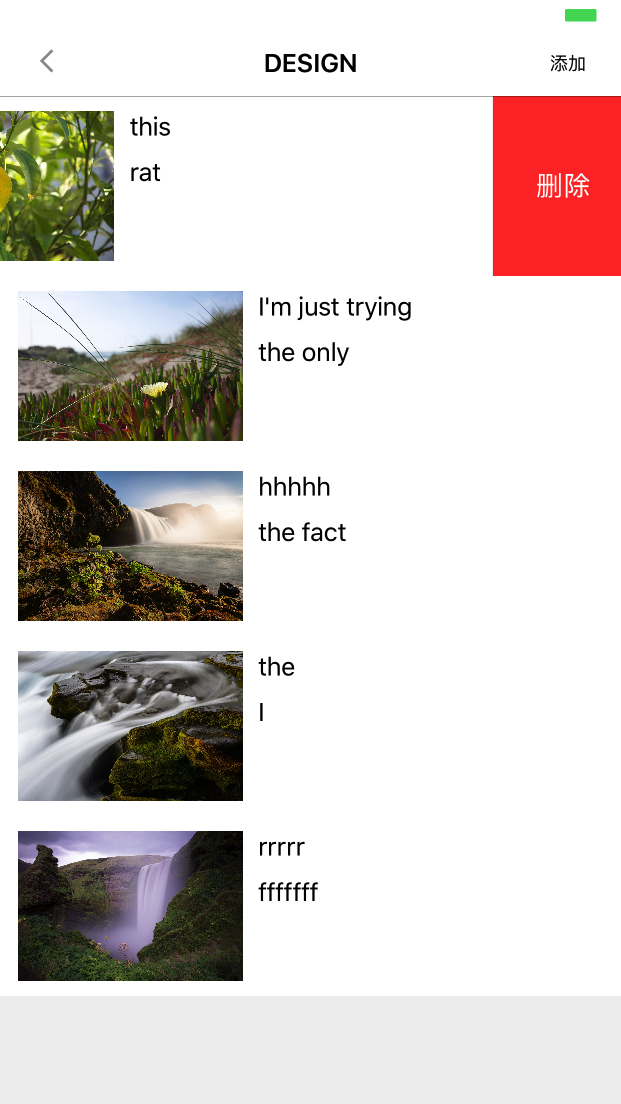 DESIGN
添加
this
rat
删除
I'm just trying
the only
hhhhh
the fact
the
I
rrrrr
fffffff